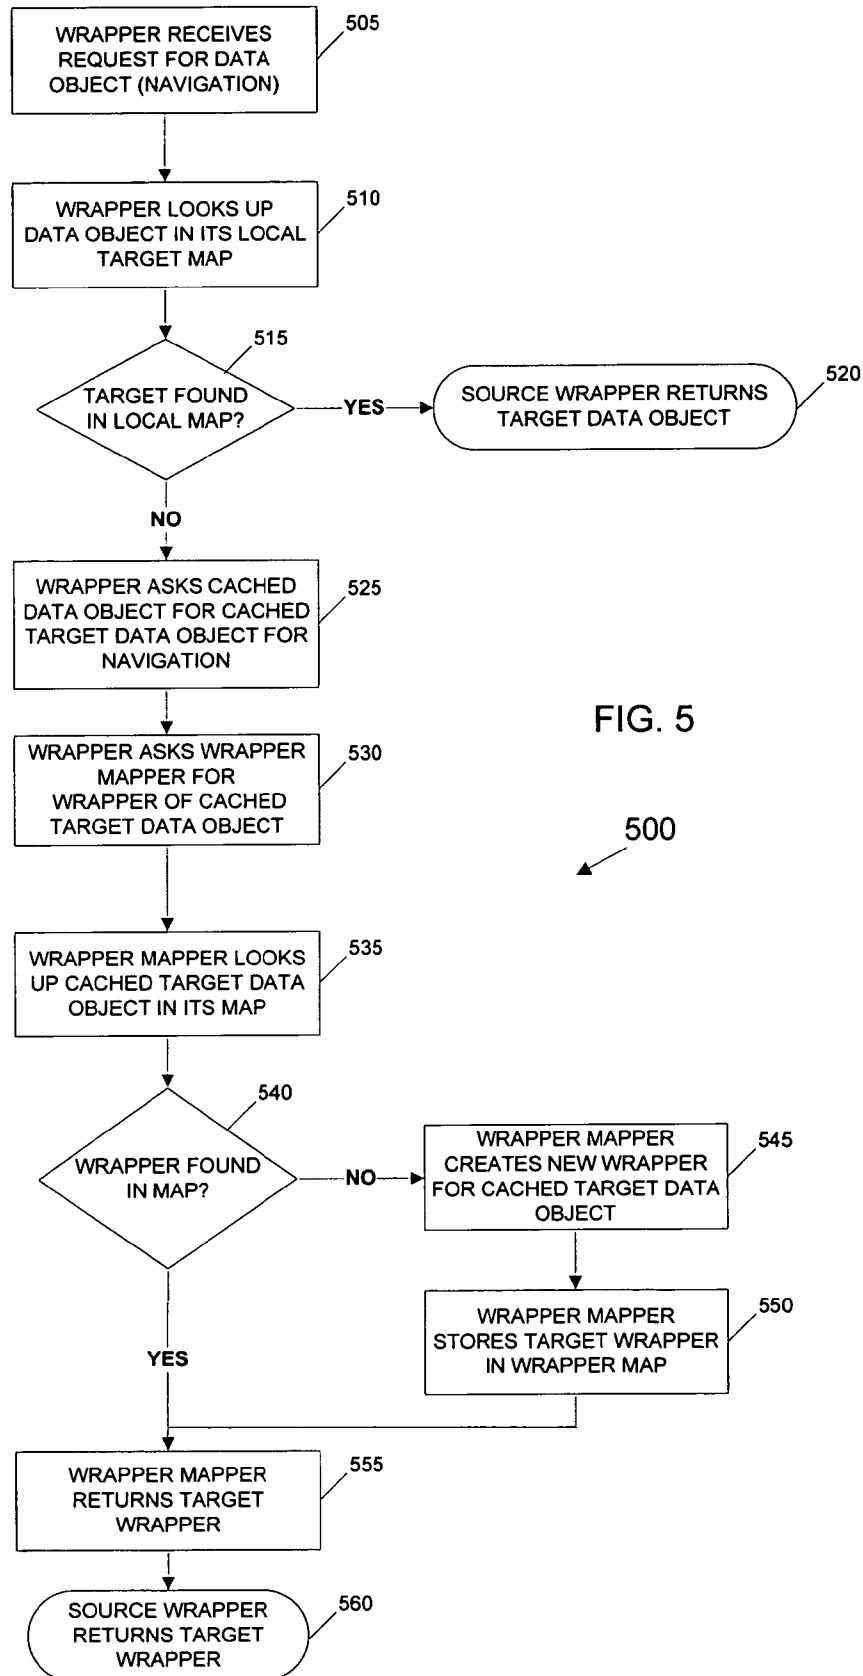 WRAPPER RECEIVES
REQUEST FOR DATA
OBJECT (NAVIGATION)
505
WRAPPER LOOKS UP
DATA OBJECT IN ITS LOCAL
TARGET MAP
510
TARGET FOUND
IN LOCAL MAP?
515
YES
SOURCE WRAPPER RETURNS
TARGET DATA OBJECT
520
NO
WRAPPER ASKS CACHED
DATA OBJECT FOR CACHED
TARGET DATA OBJECT FOR
NAVIGATION
525
FIG. 5
500
WRAPPER ASKS WRAPPER
MAPPER FOR
WRAPPER OF CACHED
TARGET DATA OBJECT
530
WRAPPER MAPPER LOOKS
UP CACHED TARGET DATA
OBJECT IN ITS MAP
535
WRAPPER FOUND
IN MAP?
540
NO
WRAPPER MAPPER
CREATES NEW WRAPPER
FOR CACHED TARGET DATA
OBJECT
545
WRAPPER MAPPER
STORES TARGET WRAPPER
IN WRAPPER MAP
550
YES
WRAPPER MAPPER
RETURNS TARGET
WRAPPER
555
SOURCE WRAPPER
RETURNS TARGET
WRAPPER
560